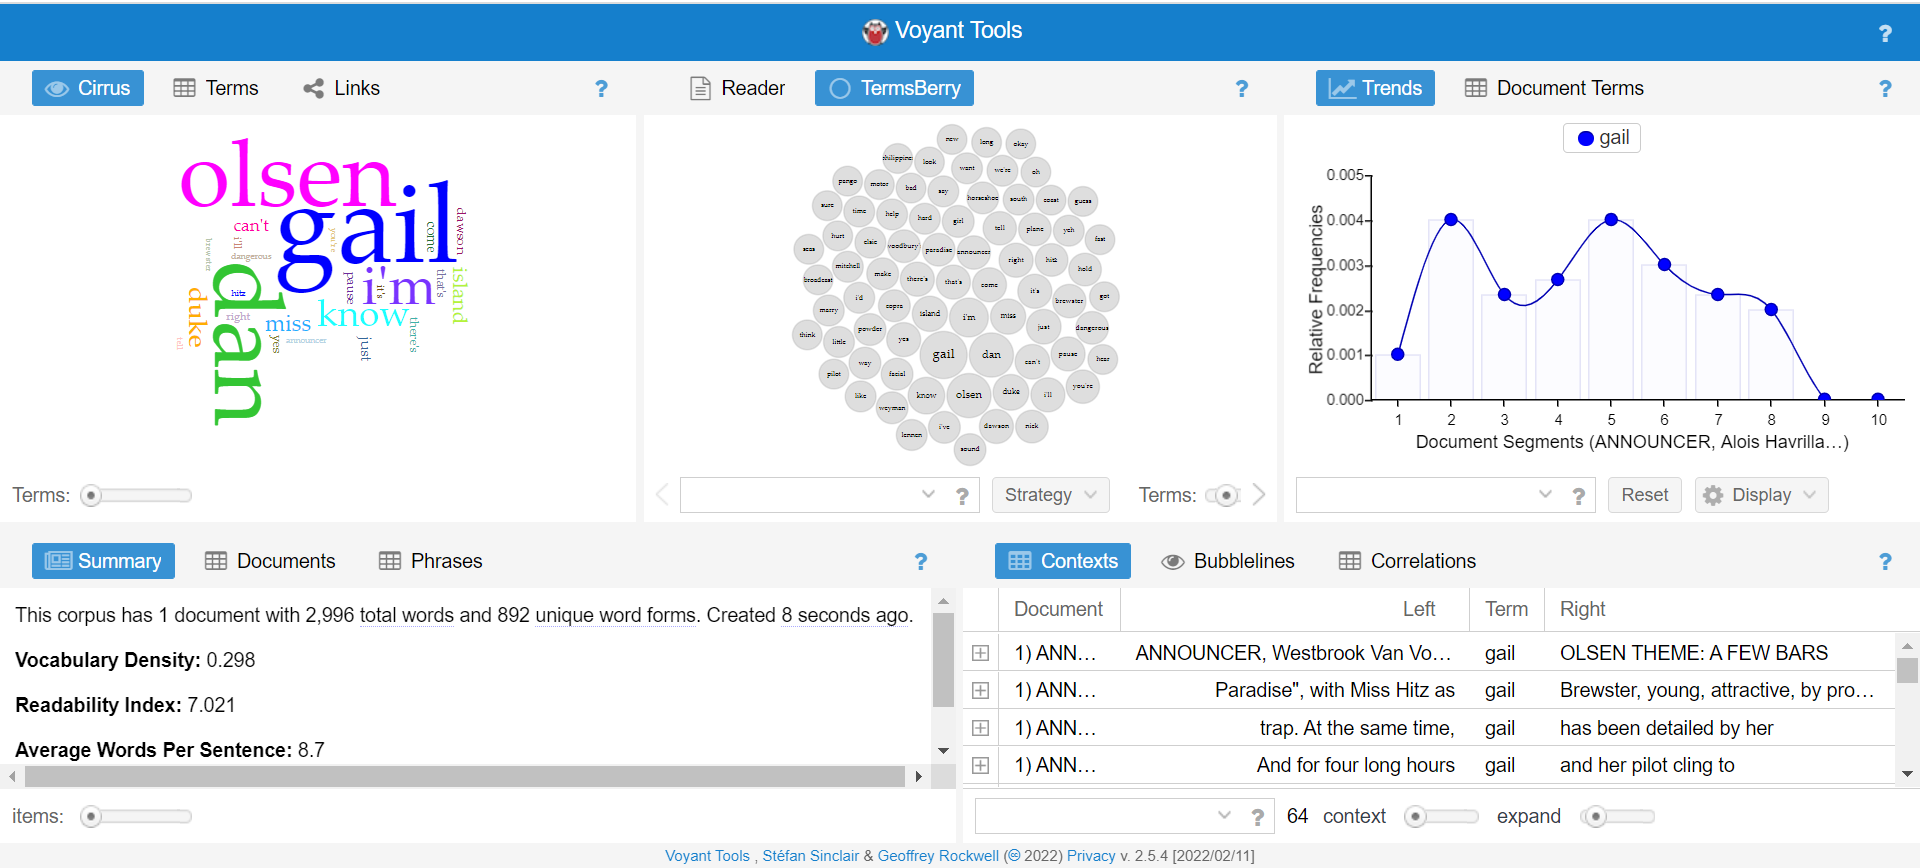 Voyant Tools
?
Cirrus Terms Links ?
Reader TermsBerry ?
Trends Document Terms ?
olsen
gail
dan
i'm
know
duke
miss
island
can't
i'll
dangerous
brewster
you're
come
dawson
that's
it's
pause
hitz
right
yes
announcer
just
there's
tell
now long okay
philippines look want we're oh
pango motor bad say horseshoe south coast guess
sure time help hard girl tell plane yeh fast
hurt elsie woodbury paradise announcer right hitz hold
seas mitchell make there's that's come it's brewster got
broadcast i'd copra island i'm miss just dangerous
marry powder
think little yes gail dan can't pause hear
pilot way facial know olsen duke i'll you're
like weyman i've dawson nick
lennen sound
gail
Relative Frequencies
0.005
0.004
0.003
0.002
0.001
0.000
1 2 3 4 5 6 7 8 9 10
Document Segments (ANNOUNCER, Alois Havrilla…)
Terms:
? Strategy Terms:
? Reset Display
Summary Documents Phrases ?
This corpus has 1 document with 2,996 total words and 892 unique word forms. Created 8 seconds ago.
Vocabulary Density: 0.298
Readability Index: 7.021
Average Words Per Sentence: 8.7
items:
Contexts Bubblelines Correlations ?
Document Left Term Right
1) ANN... ANNOUNCER, Westbrook Van Vo... gail OLSEN THEME: A FEW BARS
1) ANN... Paradise", with Miss Hitz as gail Brewster, young, attractive, by pro...
1) ANN... trap. At the same time, gail has been detailed by her
1) ANN... And for four long hours gail and her pilot cling to
? 64 context expand
Voyant Tools , Stéfan Sinclair & Geoffrey Rockwell (cc 2022) Privacy v. 2.5.4 [2022/02/11]